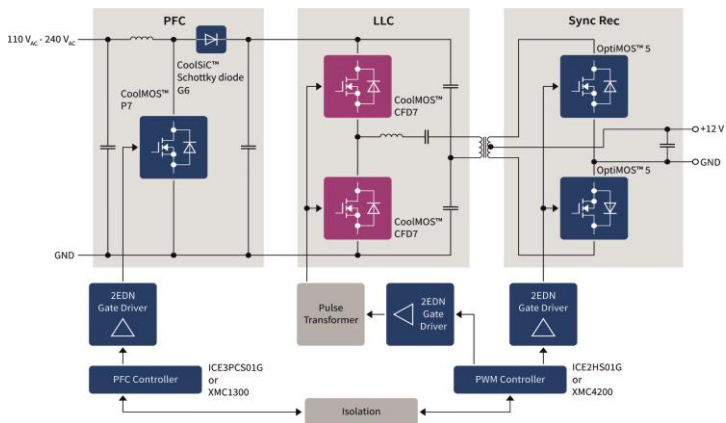 PFC
LLC
Sync Rec
110 VAC - 240 VAC
CoolSiC™
Schottky diode
G6
CoolMOS™
P7
CoolMOS™
CFD7
OptiMOS™ 5
+12 V
GND
OptiMOS™ 5
CoolMOS™
CFD7
GND
2EDN
Gate Driver
Pulse
Transformer
2EDN
Gate
Driver
2EDN
Gate Driver
PFC Controller
ICE3PCS01G
or
XMC1300
PWM Controller
ICE2HS01G
or
XMC4200
Isolation